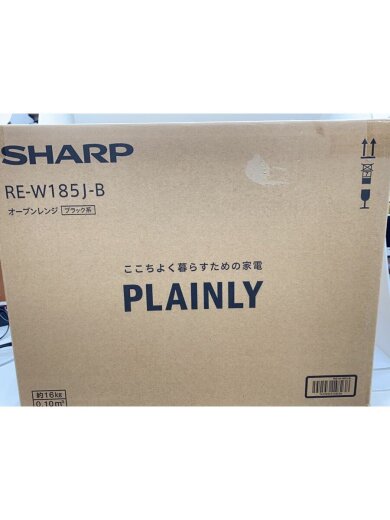 SHARP
RE-W185J-B
オーブンレンジ ブラック系
ここちよく暮らすための家電
PLAINLY
約16kg
0.10m³